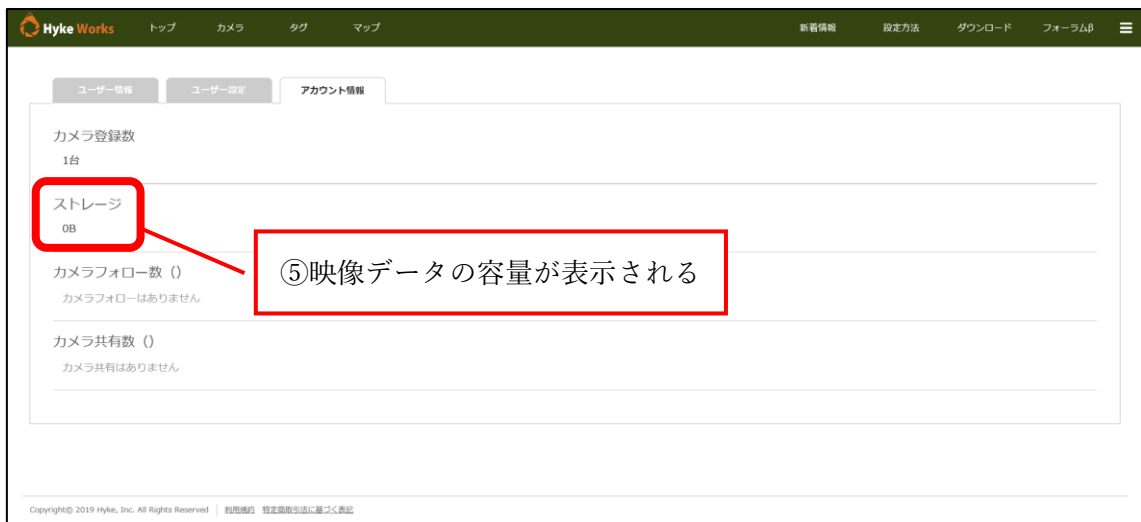 Hyke Works トップ カメラ タグ マップ 新着情報 設定方法 ダウンロード フォーラムβ
ユーザー情報 ユーザー設定 アカウント情報
カメラ登録数
1台
ストレージ
0B
⑤映像データの容量が表示される
カメラフォロー数（）
カメラフォローはありません
カメラ共有数（）
カメラ共有はありません
Copyright© 2019 Hyke, Inc. All Rights Reserved 利用規約 特定商取引法に基づく表記